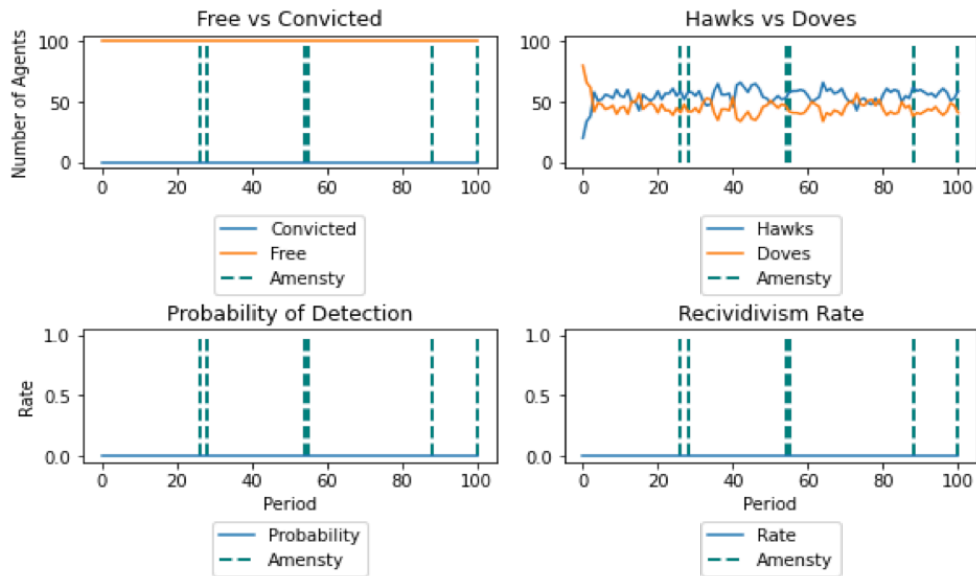 Free vs Convicted
Number of Agents
100
50
0
0 20 40 60 80 100
Convicted
Free
Amensty
Hawks vs Doves
100
50
0
0 20 40 60 80 100
Hawks
Doves
Amensty
Probability of Detection
Rate
1.0
0.5
0.0
0 20 40 60 80 100
Period
Probability
Amensty
Recividivism Rate
1.0
0.5
0.0
0 20 40 60 80 100
Period
Rate
Amensty